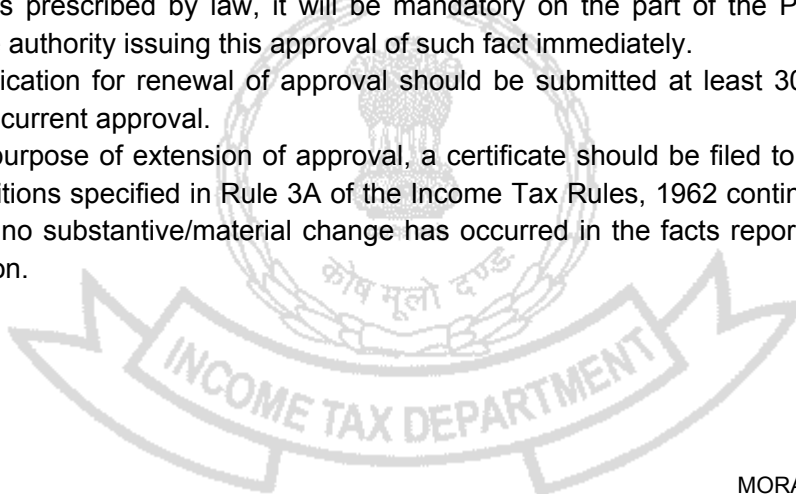 s prescribed by law, it will be mandatory on the part of the P
authority issuing this approval of such fact immediately.
ication for renewal of approval should be submitted at least 30
current approval.
purpose of extension of approval, a certificate should be filed to
itions specified in Rule 3A of the Income Tax Rules, 1962 contin
no substantive/material change has occurred in the facts repor
on.
कोष मूलो दण्डः
INCOME TAX DEPARTMENT
MORA